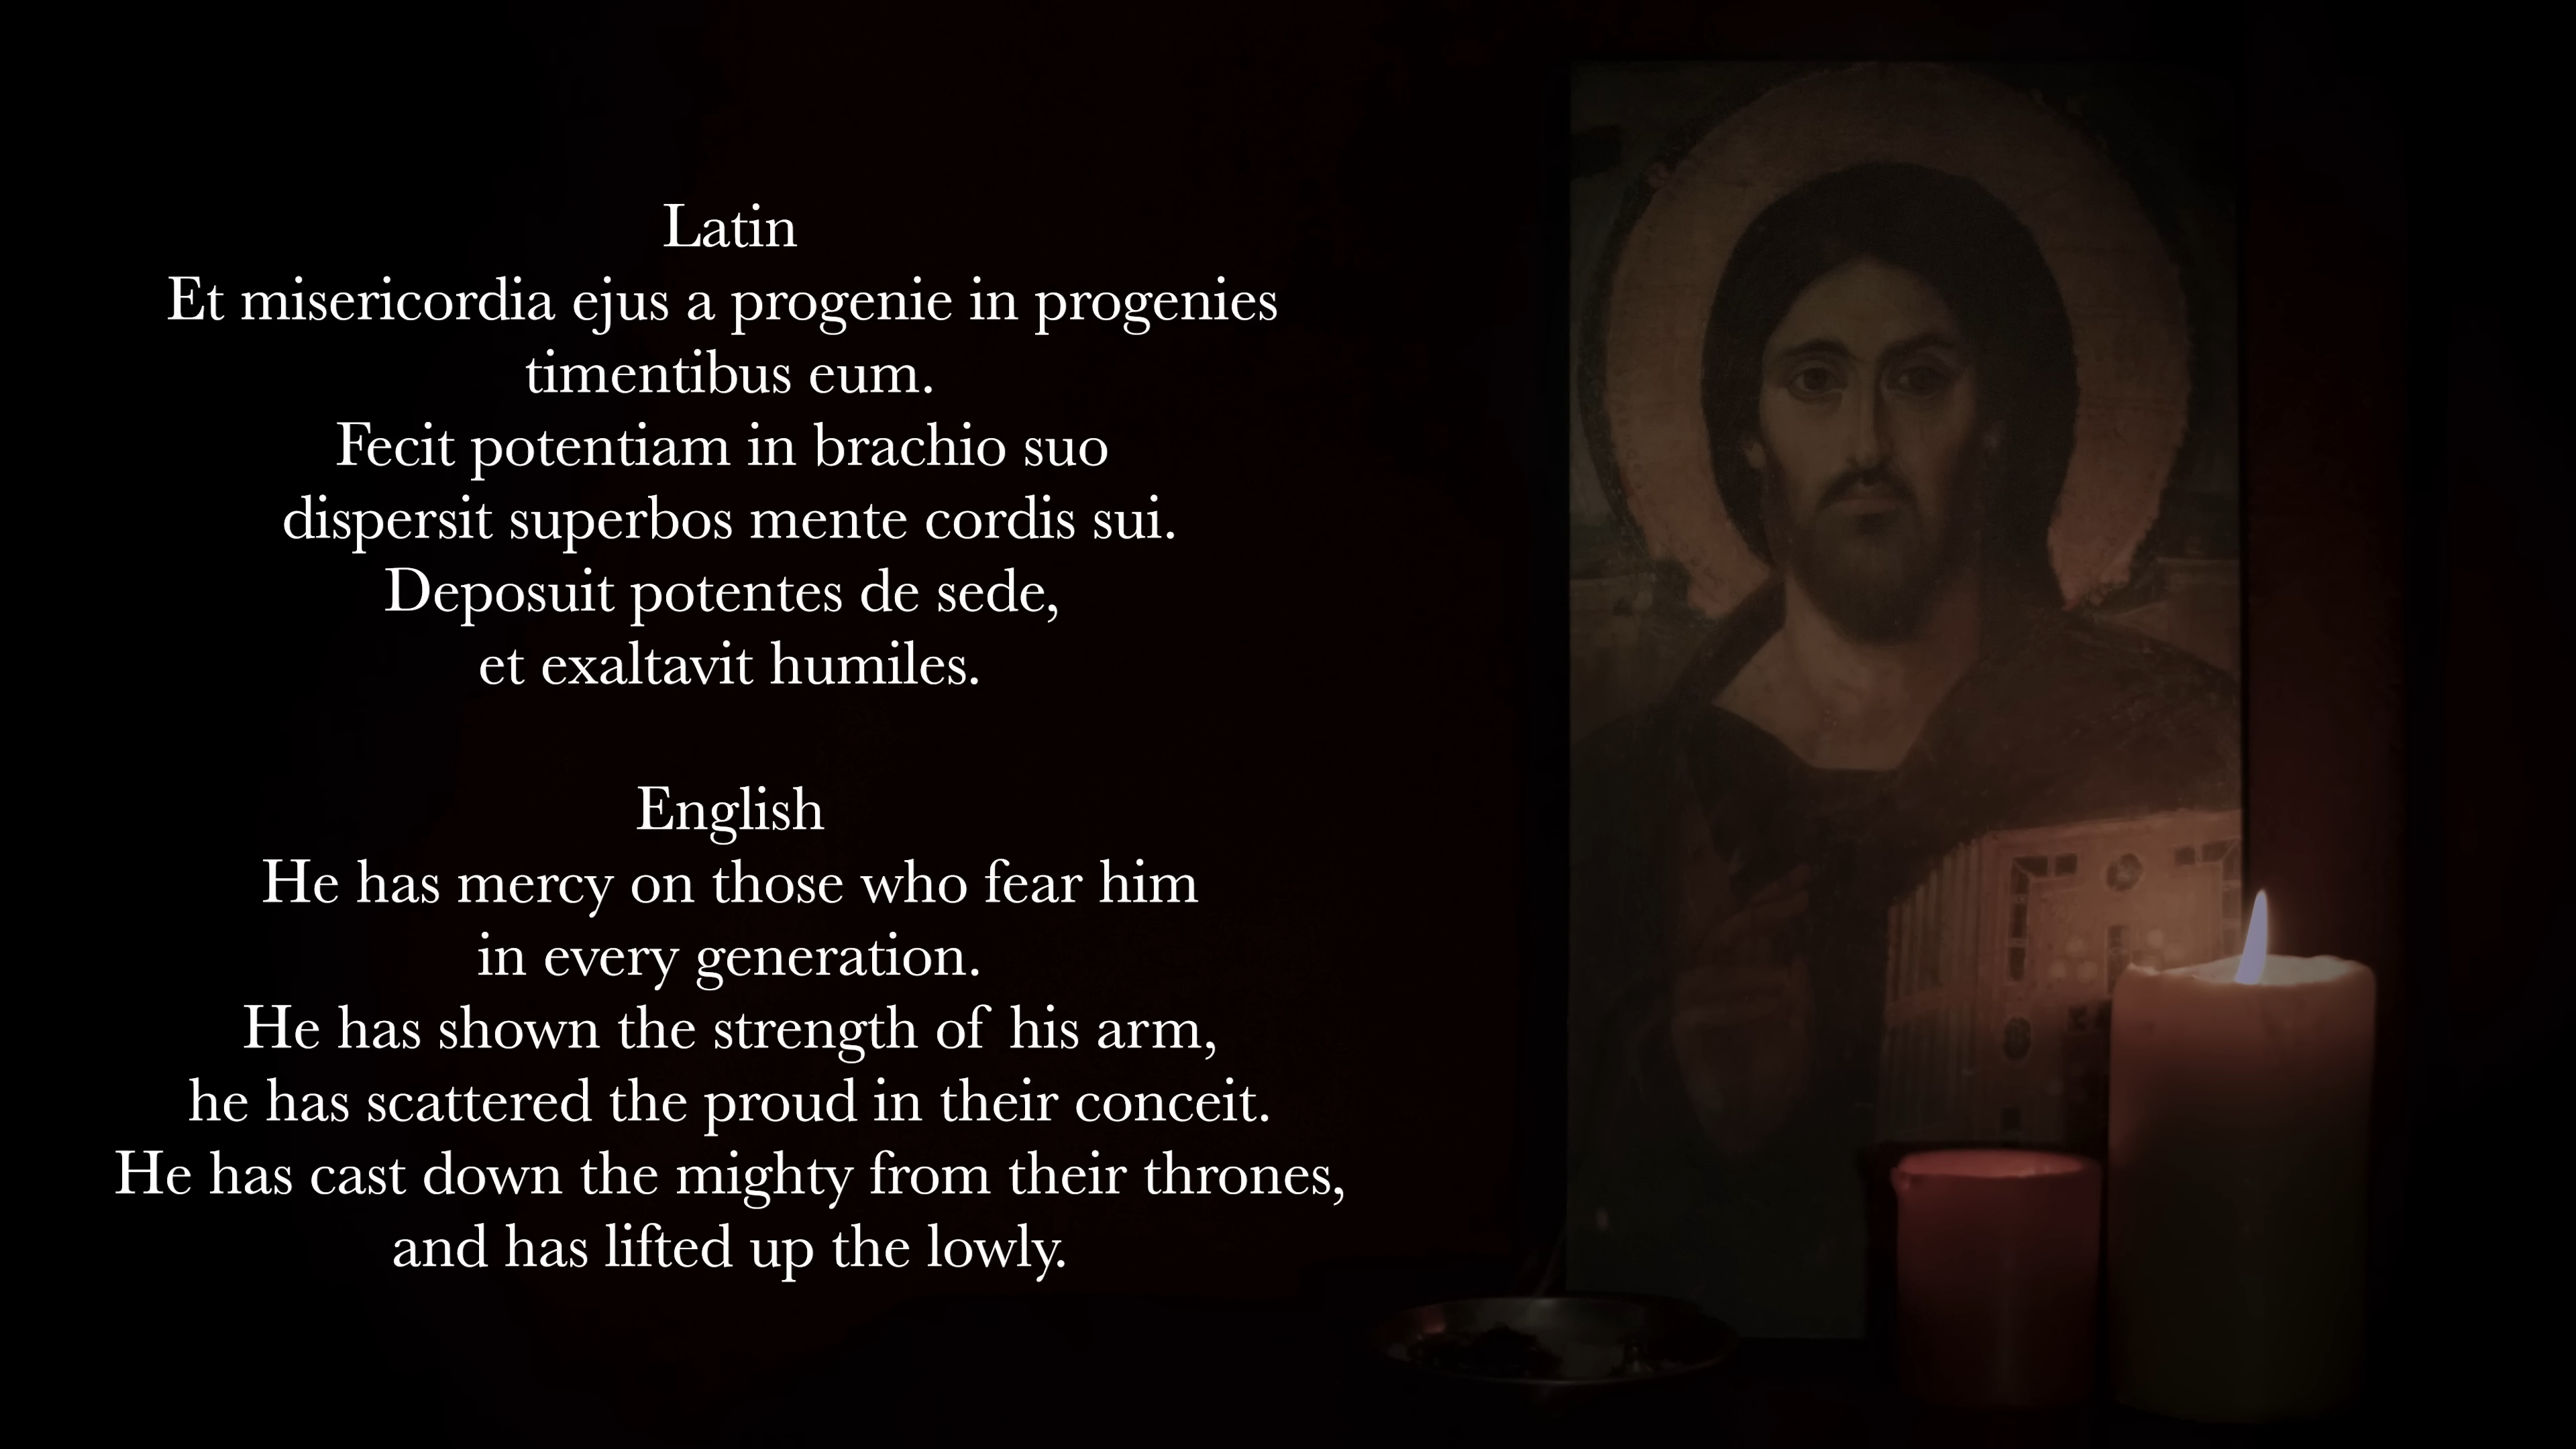 Latin
Et misericordia ejus a progenie in progenies
timentibus eum.
Fecit potentiam in brachio suo
dispersit superbos mente cordis sui.
Deposuit potentes de sede,
et exaltavit humiles.
English
He has mercy on those who fear him
in every generation.
He has shown the strength of his arm,
he has scattered the proud in their conceit.
He has cast down the mighty from their thrones,
and has lifted up the lowly.